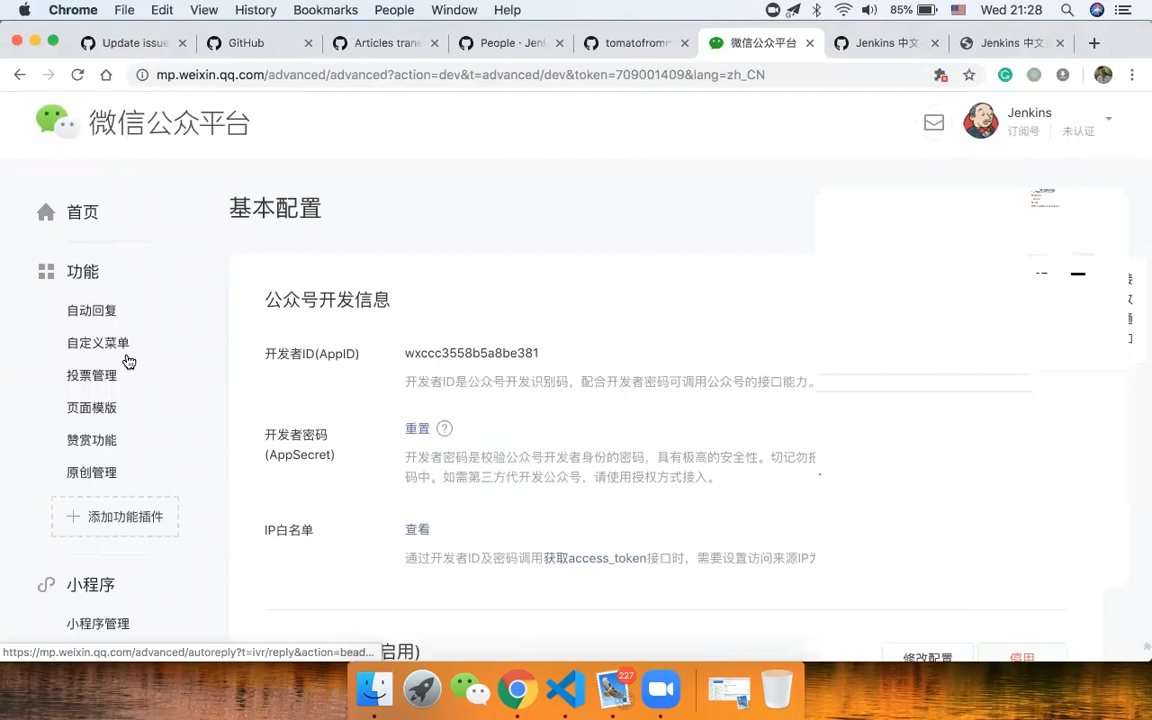 Chrome File Edit View History Bookmarks People Window Help 85% Wed 21:28
Update issue GitHub Articles tran People · Jen tomatofromm 微信公众平台 Jenkins 中文 Jenkins 中文
mp.weixin.qq.com/advanced/advanced?action=dev&t=advanced/dev&token=709001409&lang=zh_CN
微信公众平台
Jenkins
订阅号 未认证
首页
功能
自动回复
自定义菜单
投票管理
页面模版
赞赏功能
原创管理
添加功能插件
小程序
小程序管理
基本配置
公众号开发信息
开发者ID(AppID) wxccc3558b5a8be381
开发者ID是公众号开发识别码，配合开发者密码可调用公众号的接口能力。
开发者密码
(AppSecret)
重置 ?
开发者密码是校验公众号开发者身份的密码，具有极高的安全性。切记勿
码中。如需第三方代开发公众号，请使用授权方式接入。
IP白名单 查看
通过开发者ID及密码调用获取access_token接口时，需要设置访问来源IP
启用)
修改配置 停用
https://mp.weixin.qq.com/advanced/autoreply?t=ivr/reply&action=bead...
227